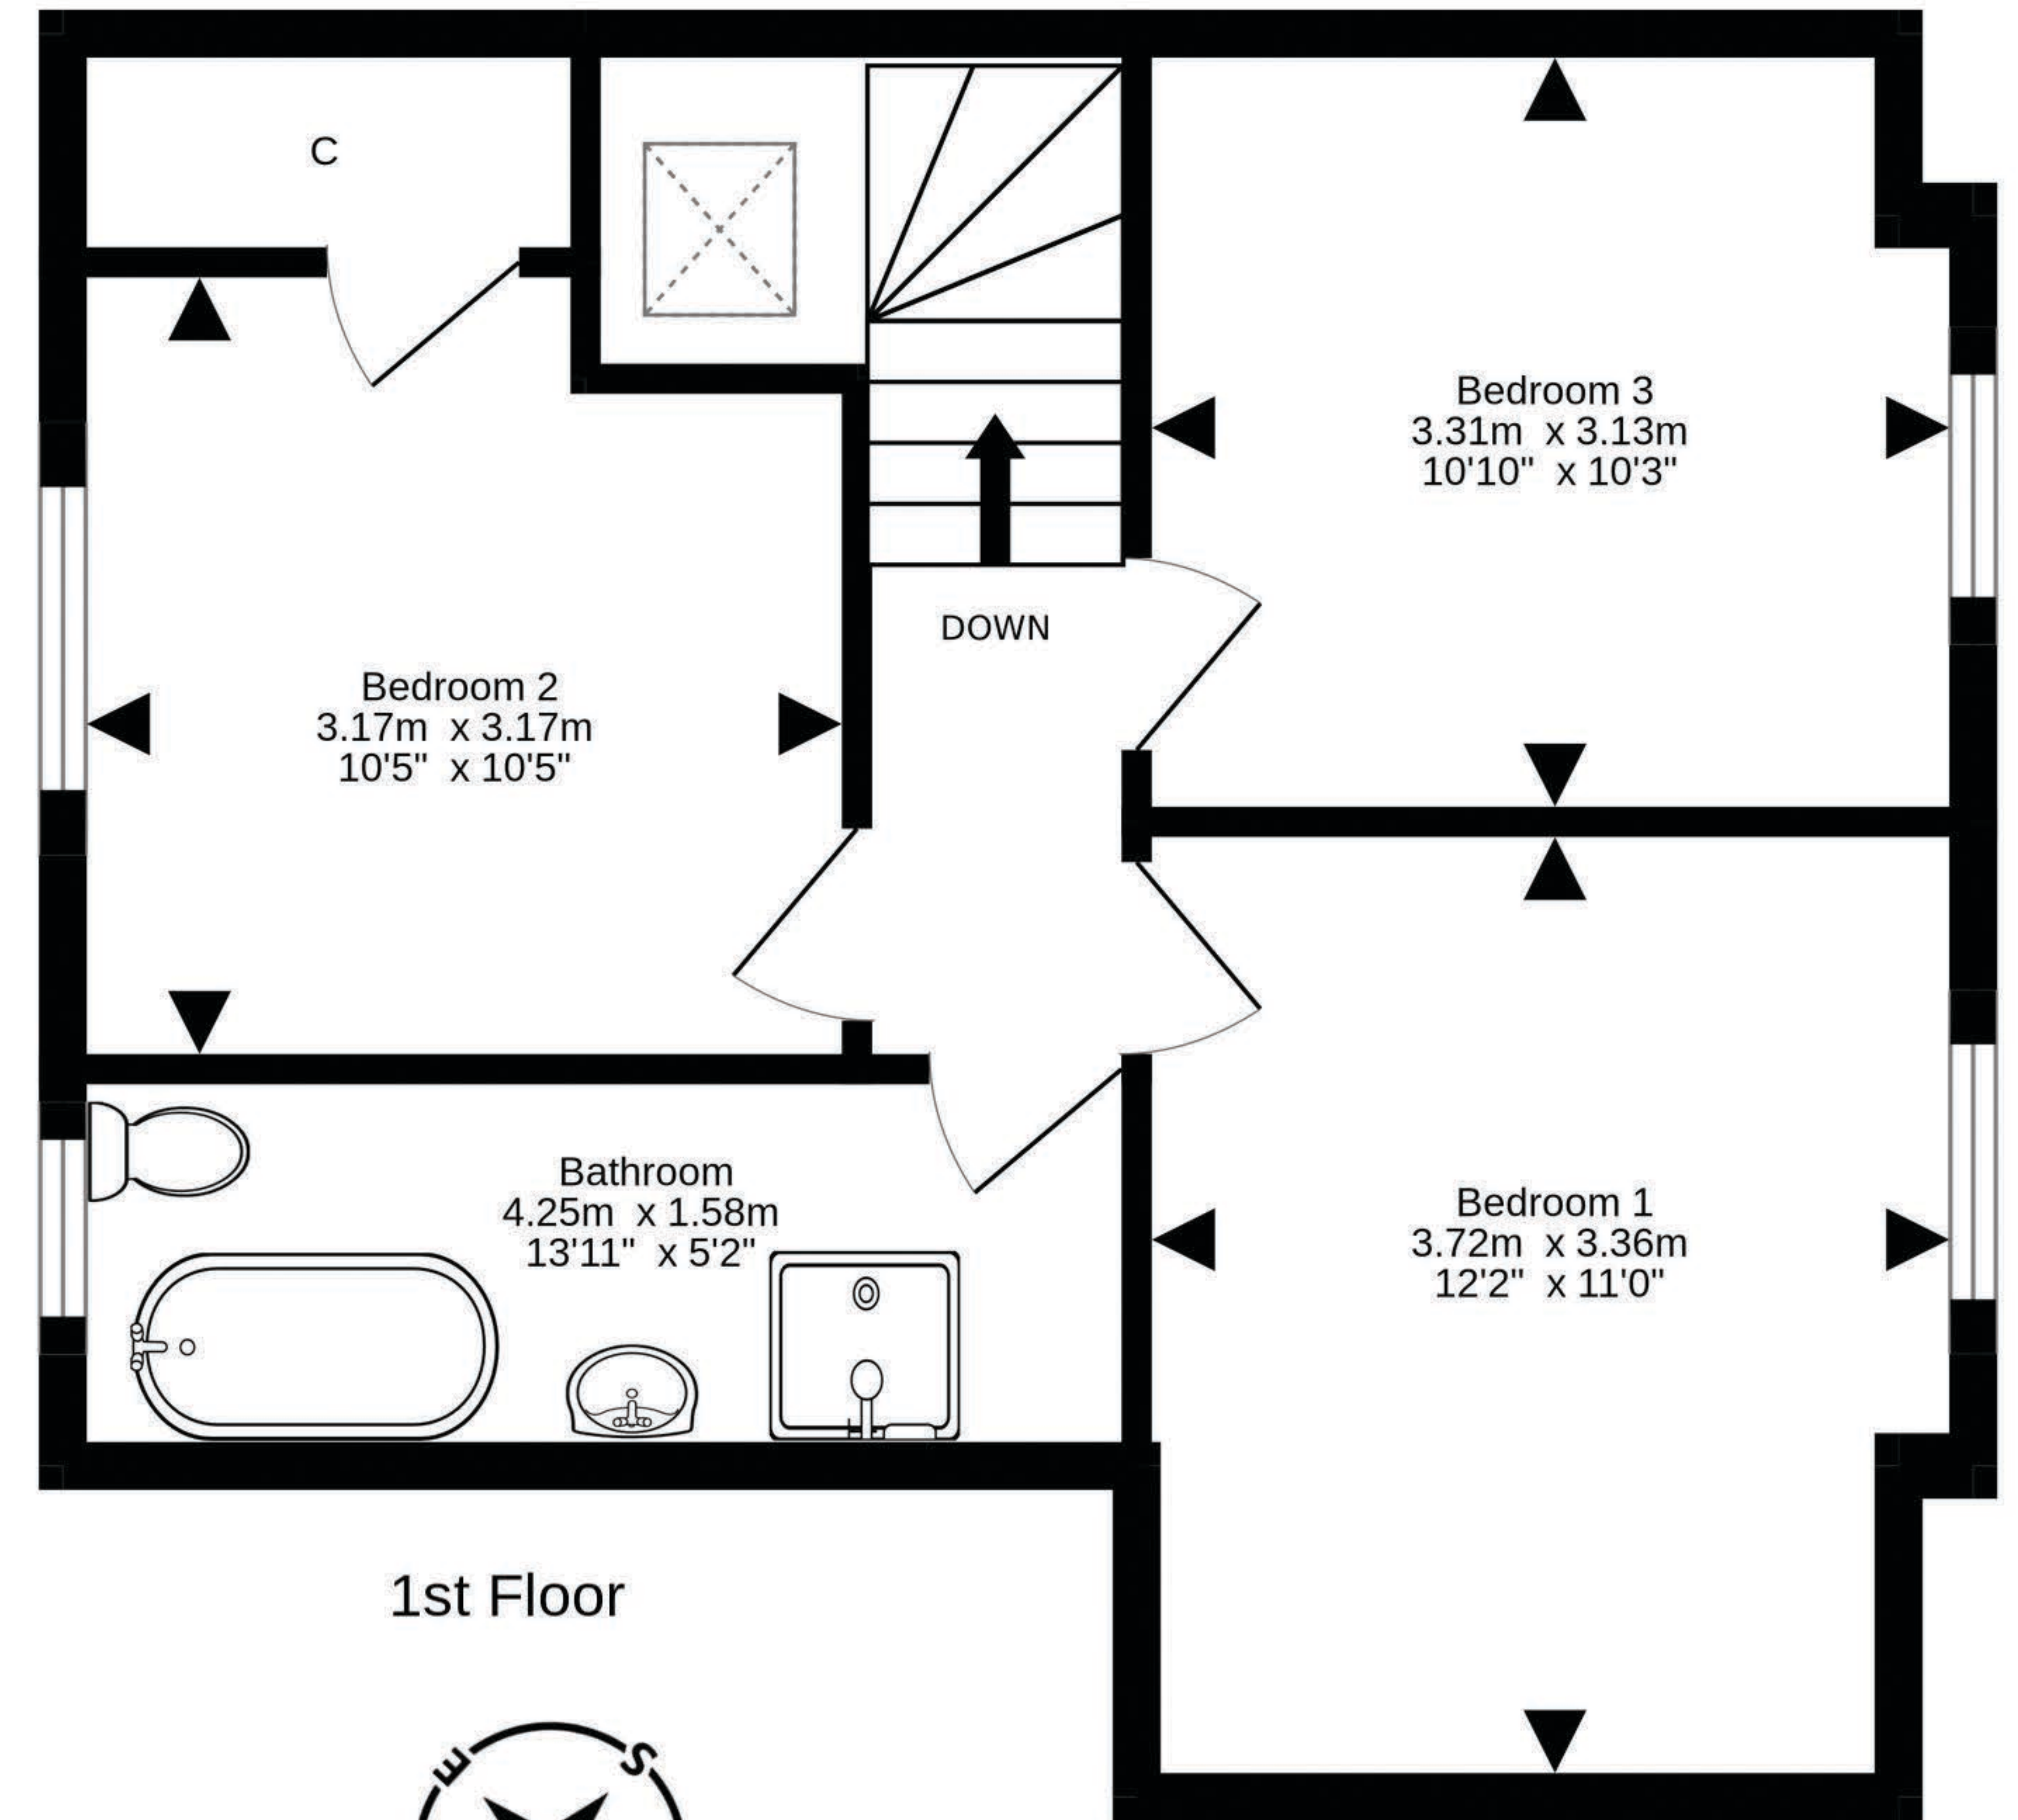 C
Bedroom 3
3.31m x 3.13m
10'10" x 10'3"
DOWN
Bedroom 2
3.17m x 3.17m
10'5" x 10'5"
Bathroom
4.25m x 1.58m
13'11" x 5'2"
Bedroom 1
3.72m x 3.36m
12'2" x 11'0"
1st Floor
E S